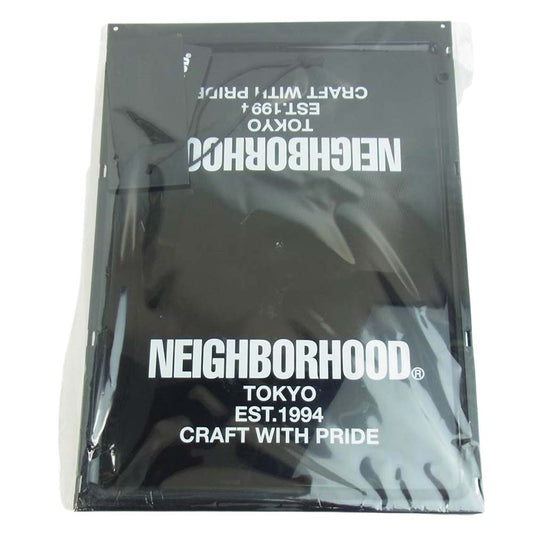 CRAFT WITH PRIDE
EST.1994
TOKYO
NEIGHBORHOOD
NEIGHBORHOOD®
TOKYO
EST.1994
CRAFT WITH PRIDE